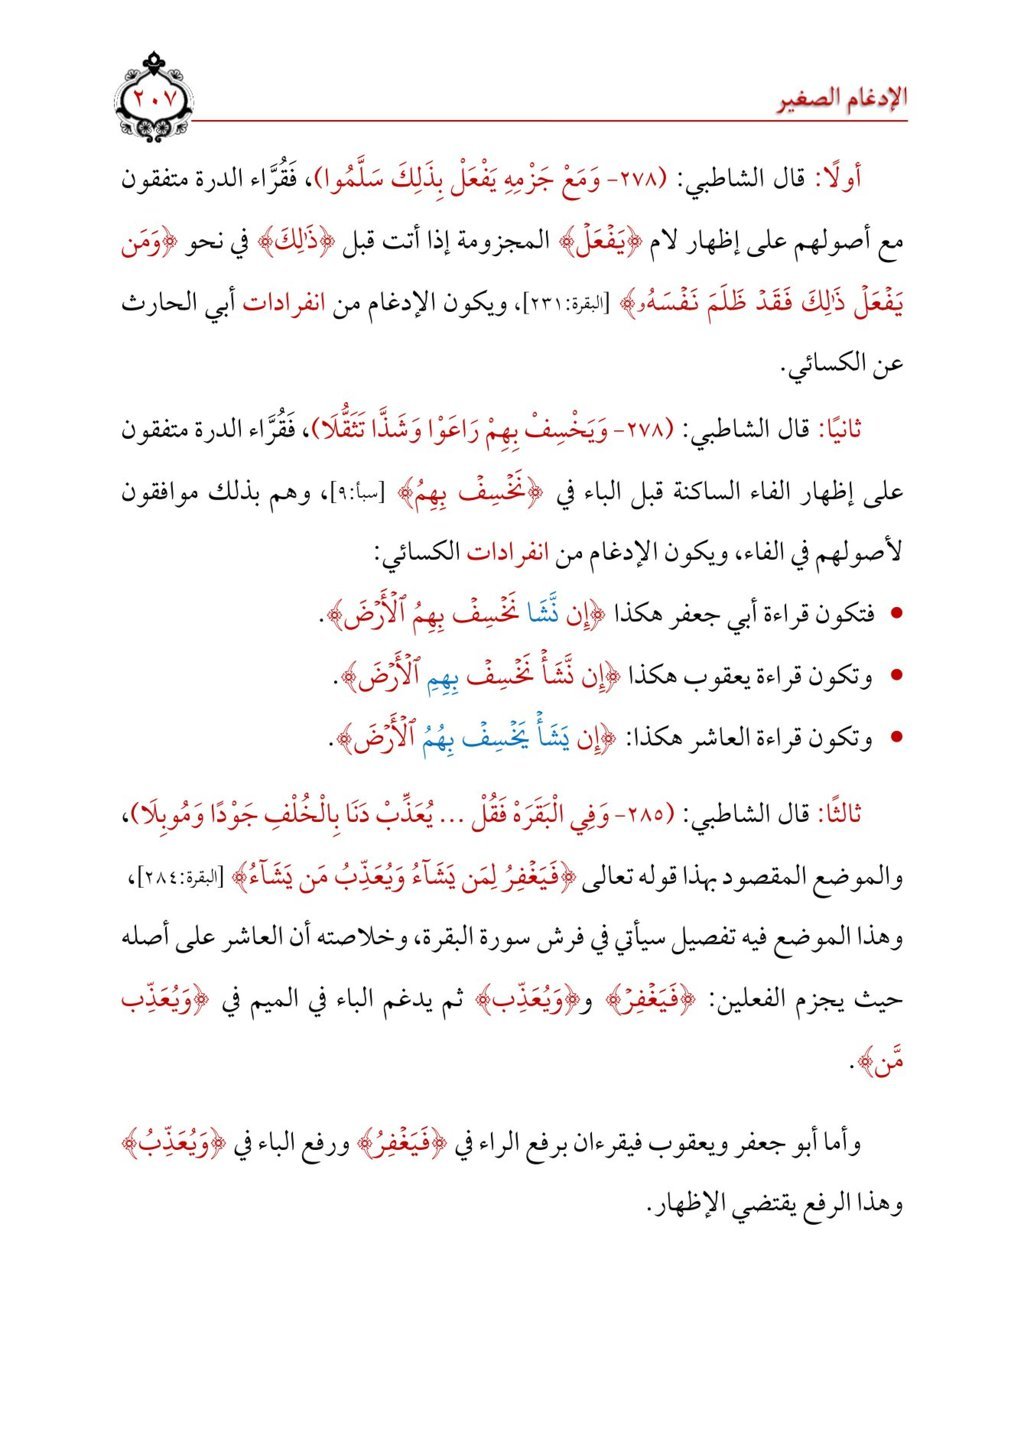 الإدغام الصغير
٢٠٧
أولًا: قال الشاطبي: (٢٧٨- وَمَعْ جَزْمِهِ يَفْعَلْ بِذَلِكَ سَلَّمُوا)، فَقُرَّاء الدرة متفقون
مع أصولهم على إظهار لام ﴿يَفۡعَلۡ﴾ المجزومة إذا أتت قبل ﴿ذَٰلِكَ﴾ في نحو ﴿وَمَن
يَفۡعَلۡ ذَٰلِكَ فَقَدۡ ظَلَمَ نَفۡسَهُۥ﴾ [البقرة:٢٣١]، ويكون الإدغام من انفرادات أبي الحارث
عن الكسائي.
ثانيًا: قال الشاطبي: (٢٧٨- وَيَخْسِفْ بِهِمْ رَاعَوْا وَشَذَّا تَثَقُّلَا)، فَقُرَّاء الدرة متفقون
على إظهار الفاء الساكنة قبل الباء في ﴿نَخۡسِفۡ بِهِمُ﴾ [سبأ:٩]، وهم بذلك موافقون
لأصولهم في الفاء، ويكون الإدغام من انفرادات الكسائي:
• فتكون قراءة أبي جعفر هكذا ﴿إِن نَّشَا نَخۡسِفۡ بِهِمُ ٱلۡأَرۡضَ﴾.
• وتكون قراءة يعقوب هكذا ﴿إِن نَّشَأۡ نَخۡسِفۡ بِهِمِ ٱلۡأَرۡضَ﴾.
• وتكون قراءة العاشر هكذا: ﴿إِن يَشَأۡ يَخۡسِفۡ بِهُمُ ٱلۡأَرۡضَ﴾.
ثالثًا: قال الشاطبي: (٢٨٥- وَفِي الْبَقَرَهْ فَقُلْ ... يُعَذِّبْ دَنَا بِالْخُلْفِ جَوْدًا وَمُوبِلَا)،
والموضع المقصود بهذا قوله تعالى ﴿فَيَغۡفِرُ لِمَن يَشَآءُ وَيُعَذِّبُ مَن يَشَآءُ﴾ [البقرة:٢٨٤]،
وهذا الموضع فيه تفصيل سيأتي في فرش سورة البقرة، وخلاصته أن العاشر على أصله
حيث يجزم الفعلين: ﴿فَيَغۡفِرۡ﴾ و﴿وَيُعَذِّب﴾ ثم يدغم الباء في الميم في ﴿وَيُعَذِّب
مَّن﴾.
وأما أبو جعفر ويعقوب فيقرءان برفع الراء في ﴿فَيَغۡفِرُ﴾ ورفع الباء في ﴿وَيُعَذِّبُ﴾
وهذا الرفع يقتضي الإظهار.